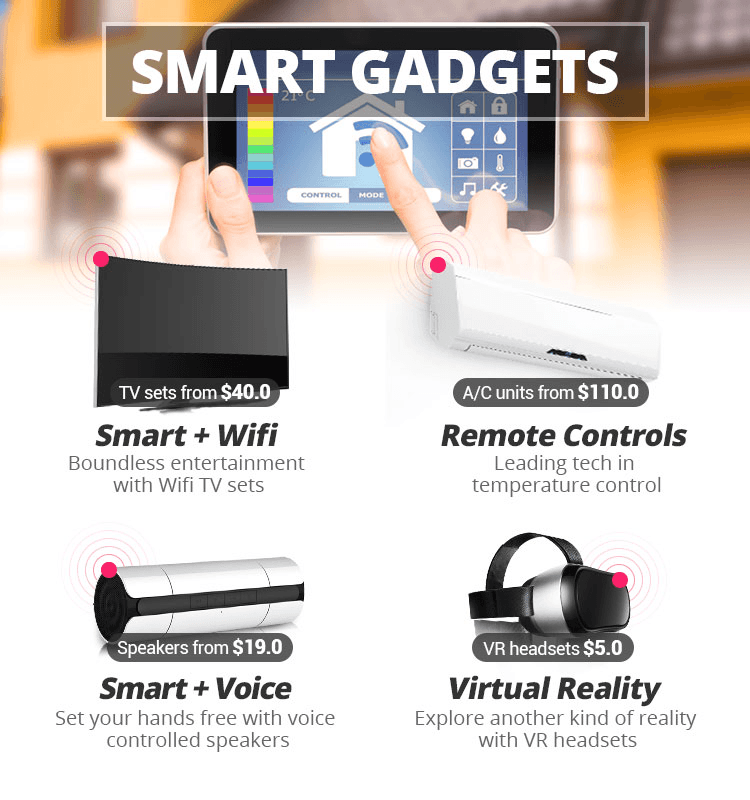 SMART GADGETS
21°C
CONTROL MODE
TV sets from $40.0
Smart + Wifi
Boundless entertainment
with Wifi TV sets
A/C units from $110.0
Remote Controls
Leading tech in
temperature control
Speakers from $19.0
Smart + Voice
Set your hands free with voice
controlled speakers
VR headsets $5.0
Virtual Reality
Explore another kind of reality
with VR headsets